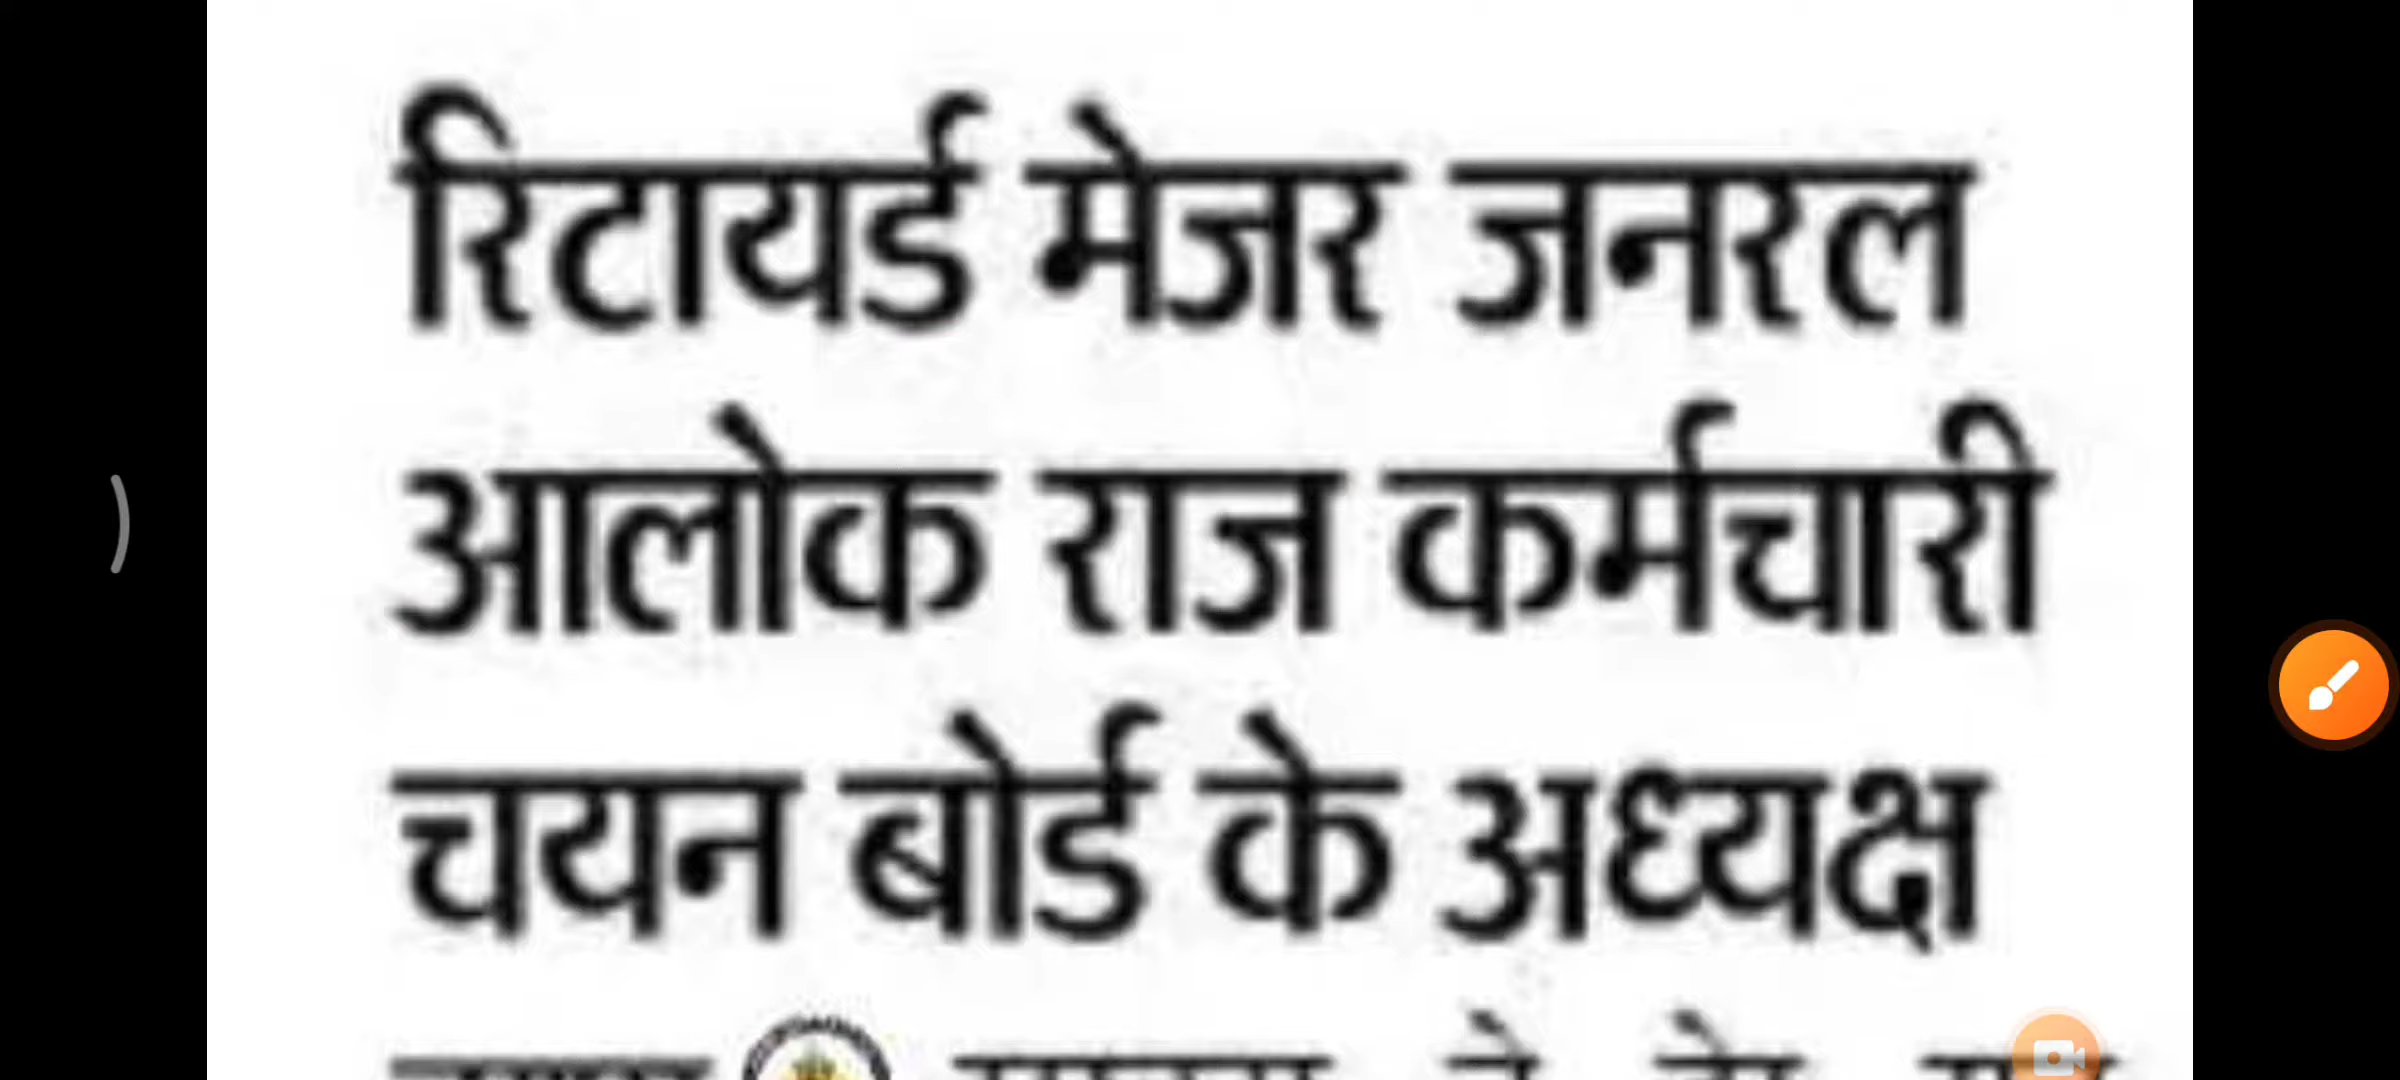 रिटायर्ड मेजर जनरल
आलोक राज कर्मचारी
चयन बोर्ड के अध्यक्ष